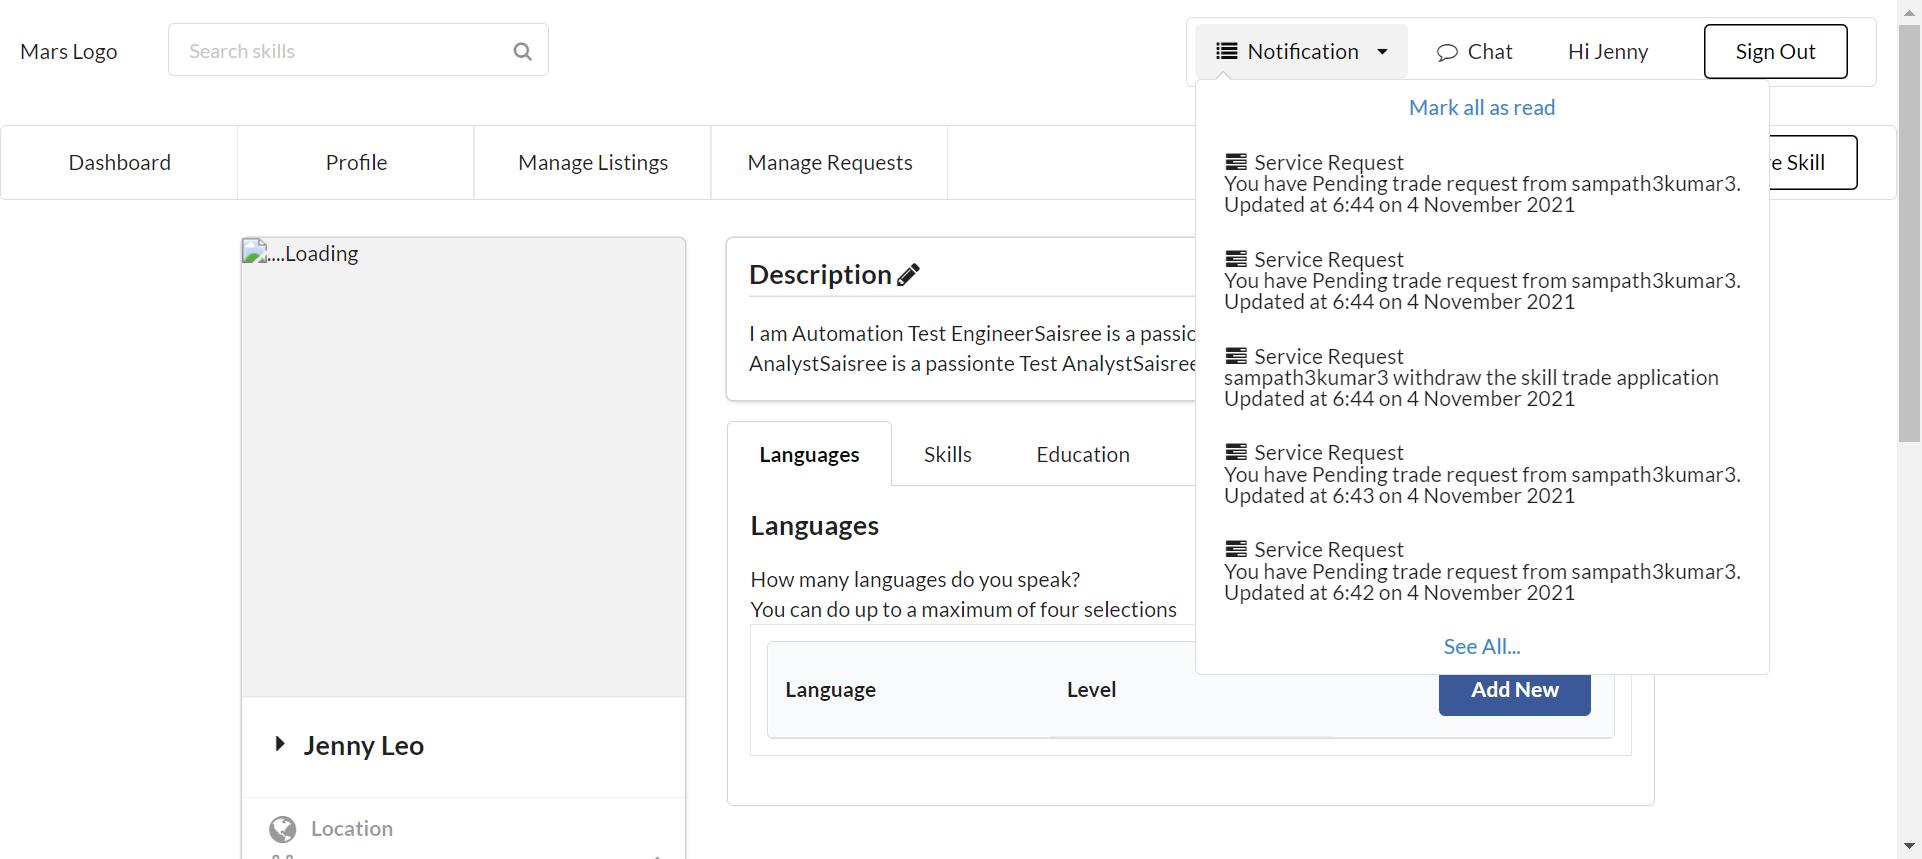 Mars Logo
Search skills
Notification
Chat
Hi Jenny
Sign Out
Mark all as read
Dashboard
Profile
Manage Listings
Manage Requests
Skill
Service Request
You have Pending trade request from sampath3kumar3.
Updated at 6:44 on 4 November 2021
Service Request
You have Pending trade request from sampath3kumar3.
Updated at 6:44 on 4 November 2021
Service Request
sampath3kumar3 withdraw the skill trade application
Updated at 6:44 on 4 November 2021
Service Request
You have Pending trade request from sampath3kumar3.
Updated at 6:43 on 4 November 2021
Service Request
You have Pending trade request from sampath3kumar3.
Updated at 6:42 on 4 November 2021
See All...
....Loading
Description
I am Automation Test EngineerSaisree is a
AnalystSaisree is a passionte Test AnalystSaisree
Languages
Skills
Education
Languages
How many languages do you speak?
You can do up to a maximum of four selections
Language
Level
Add New
Jenny Leo
Location